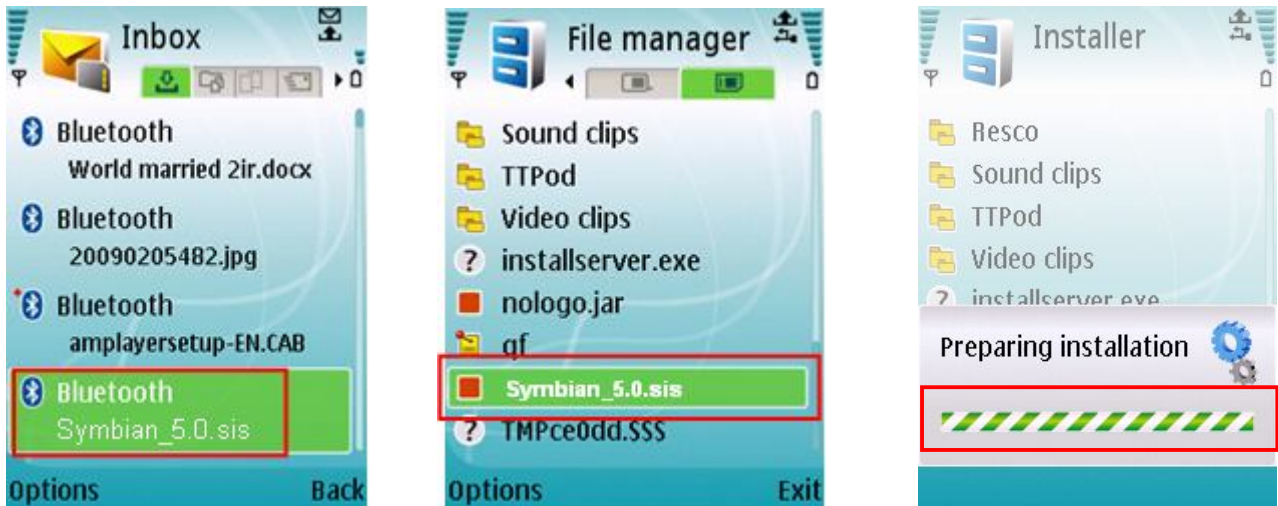 Inbox
Bluetooth
World married 2ir.docx
Bluetooth
20090205482.jpg
Bluetooth
amplayersetup-EN.CAB
Bluetooth
Symbian_5.0.sis
Options Back
File manager
Sound clips
TTPod
Video clips
installserver.exe
nologo.jar
qf
Symbian_5.0.sis
TMPce0dd.$$$
Options Exit
Installer
Resco
Sound clips
TTPod
Video clips
installserver.exe
Preparing installation